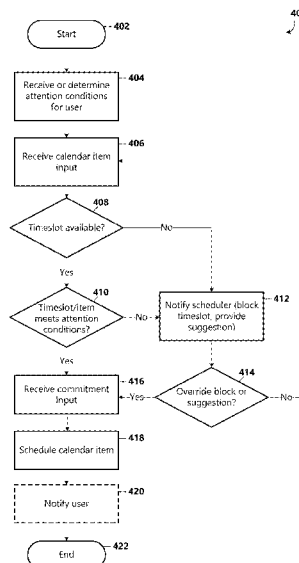 40
402
Start
404
Receive or determine
attention conditions
for user
406
Receive calendar item
input
408
Timeslot available?
No
Yes
410
Timeslot/item
meets attention
conditions?
No
412
Notify scheduler (block
timeslot, provide
suggestion)
Yes
414
Override block or
suggestion?
Yes
No
416
Receive commitment
Input
418
Schedule calendar item
420
Notify user
End
422